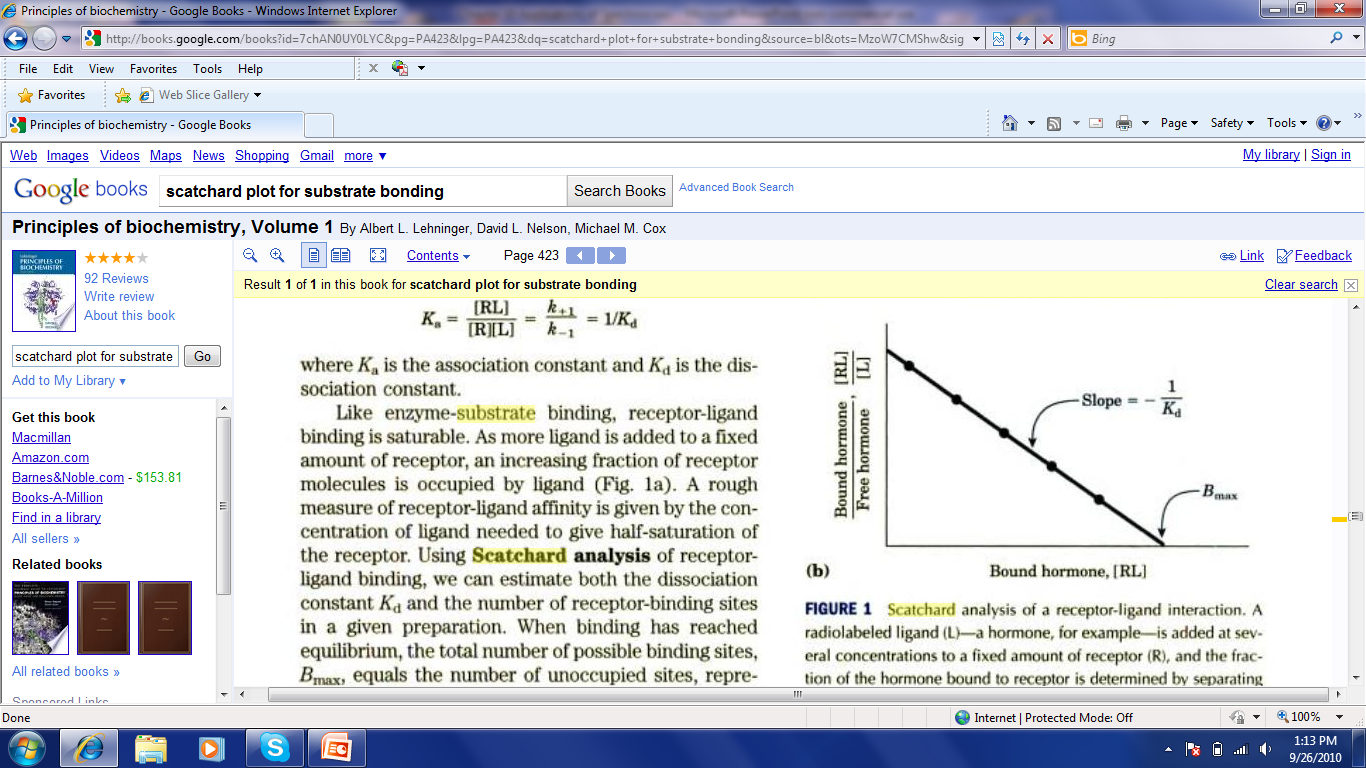 Principles of biochemistry - Google Books - Windows Internet Explorer
http://books.google.com/books?id=7chAN0UY0LYC&pg=PA423&lpg=PA423&dq=scatchard+plot+for+substrate+bonding&source=bl&ots=MzoW7CMShw&sig
Bing
File Edit View Favorites Tools Help
Favorites Web Slice Gallery
Principles of biochemistry - Google Books
Page Safety Tools
Web Images Videos Maps News Shopping Gmail more ▼
My library | Sign in
Google books
scatchard plot for substrate bonding
Search Books
Advanced Book Search
Principles of biochemistry, Volume 1 By Albert L. Lehninger, David L. Nelson, Michael M. Cox
Contents Page 423 Link Feedback
Result 1 of 1 in this book for scatchard plot for substrate bonding Clear search
PRINCIPLES OF BIOCHEMISTRY
92 Reviews
Write review
About this book
scatchard plot for substrate Go
Add to My Library ▾
Get this book
Macmillan
Amazon.com
Barnes&Noble.com - $153.81
Books-A-Million
Find in a library
All sellers »
Related books
All related books »
Sponsored Links
Kₐ = [RL]/[R][L] = k₊₁/k₋₁ = 1/K_d
where Kₐ is the association constant and K_d is the dis-
sociation constant.
Like enzyme-substrate binding, receptor-ligand
binding is saturable. As more ligand is added to a fixed
amount of receptor, an increasing fraction of receptor
molecules is occupied by ligand (Fig. 1a). A rough
measure of receptor-ligand affinity is given by the con-
centration of ligand needed to give half-saturation of
the receptor. Using Scatchard analysis of receptor-
ligand binding, we can estimate both the dissociation
constant K_d and the number of receptor-binding sites
in a given preparation. When binding has reached
equilibrium, the total number of possible binding sites,
B_max, equals the number of unoccupied sites, repre-
Bound hormone/Free hormone, [RL]/[L]
Slope = − 1/K_d
B_max
(b)
Bound hormone, [RL]
FIGURE 1 Scatchard analysis of a receptor-ligand interaction. A
radiolabeled ligand (L)—a hormone, for example—is added at sev-
eral concentrations to a fixed amount of receptor (R), and the frac-
tion of the hormone bound to receptor is determined by separating
Done
Internet | Protected Mode: Off
100%
1:13 PM
9/26/2010